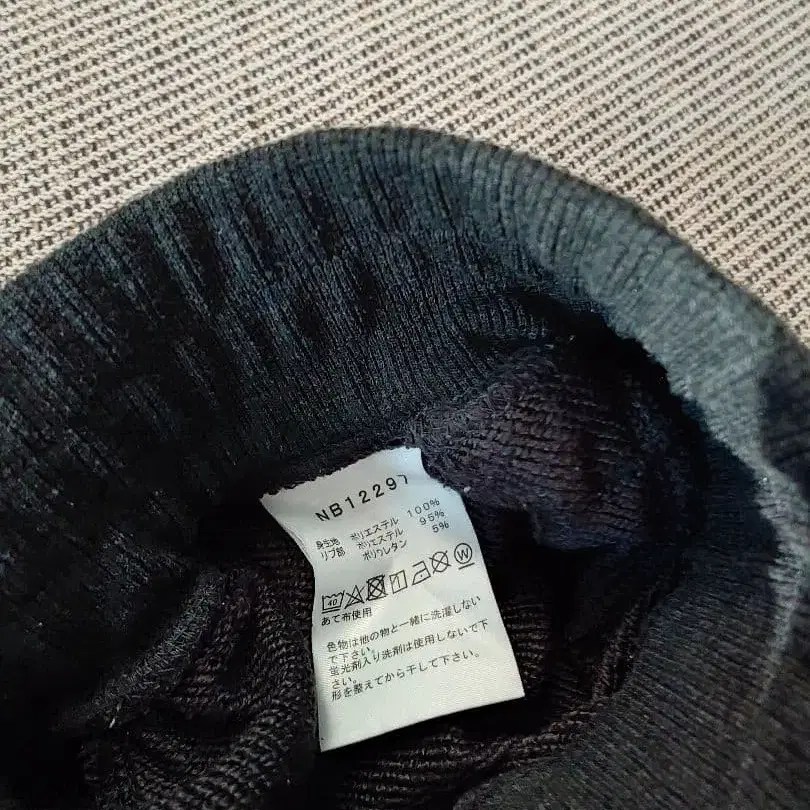 NB12297
身生地 ポリエステル 100%
リブ部 ポリエステル 95%
ポリウレタン 5%
40 W
あて布使用
色物は他の物と一緒に洗濯しない
で下さい。
蛍光剤入り洗剤は使用しないで下
さい。
形を整えてから干して下さい。